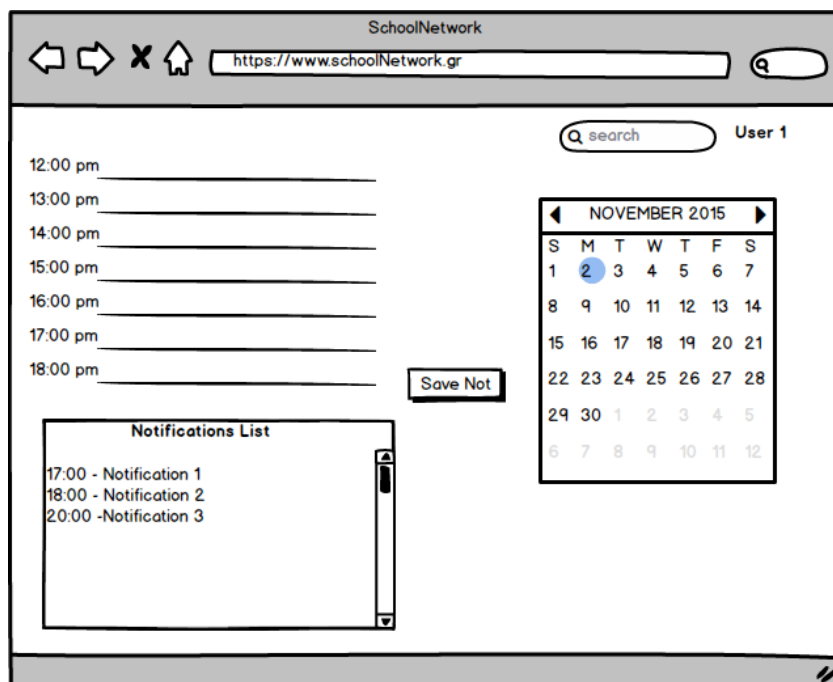 SchoolNetwork
https://www.schoolNetwork.gr
search
User 1
12:00 pm
13:00 pm
14:00 pm
15:00 pm
16:00 pm
17:00 pm
18:00 pm
Save Not
NOVEMBER 2015
S M T W T F S
1 2 3 4 5 6 7
8 9 10 11 12 13 14
15 16 17 18 19 20 21
22 23 24 25 26 27 28
29 30 1 2 3 4 5
6 7 8 9 10 11 12
Notifications List
17:00 - Notification 1
18:00 - Notification 2
20:00 -Notification 3